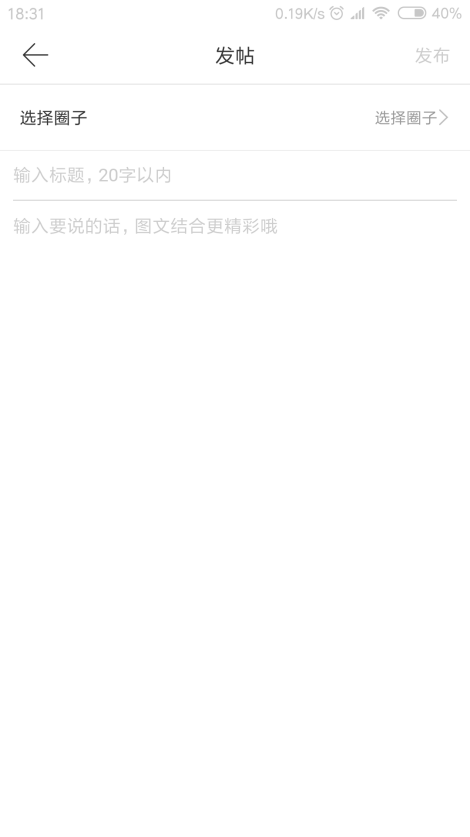 18:31 0.19K/s 40%
发帖 发布
选择圈子 选择圈子
输入标题，20字以内
输入要说的话，图文结合更精彩哦